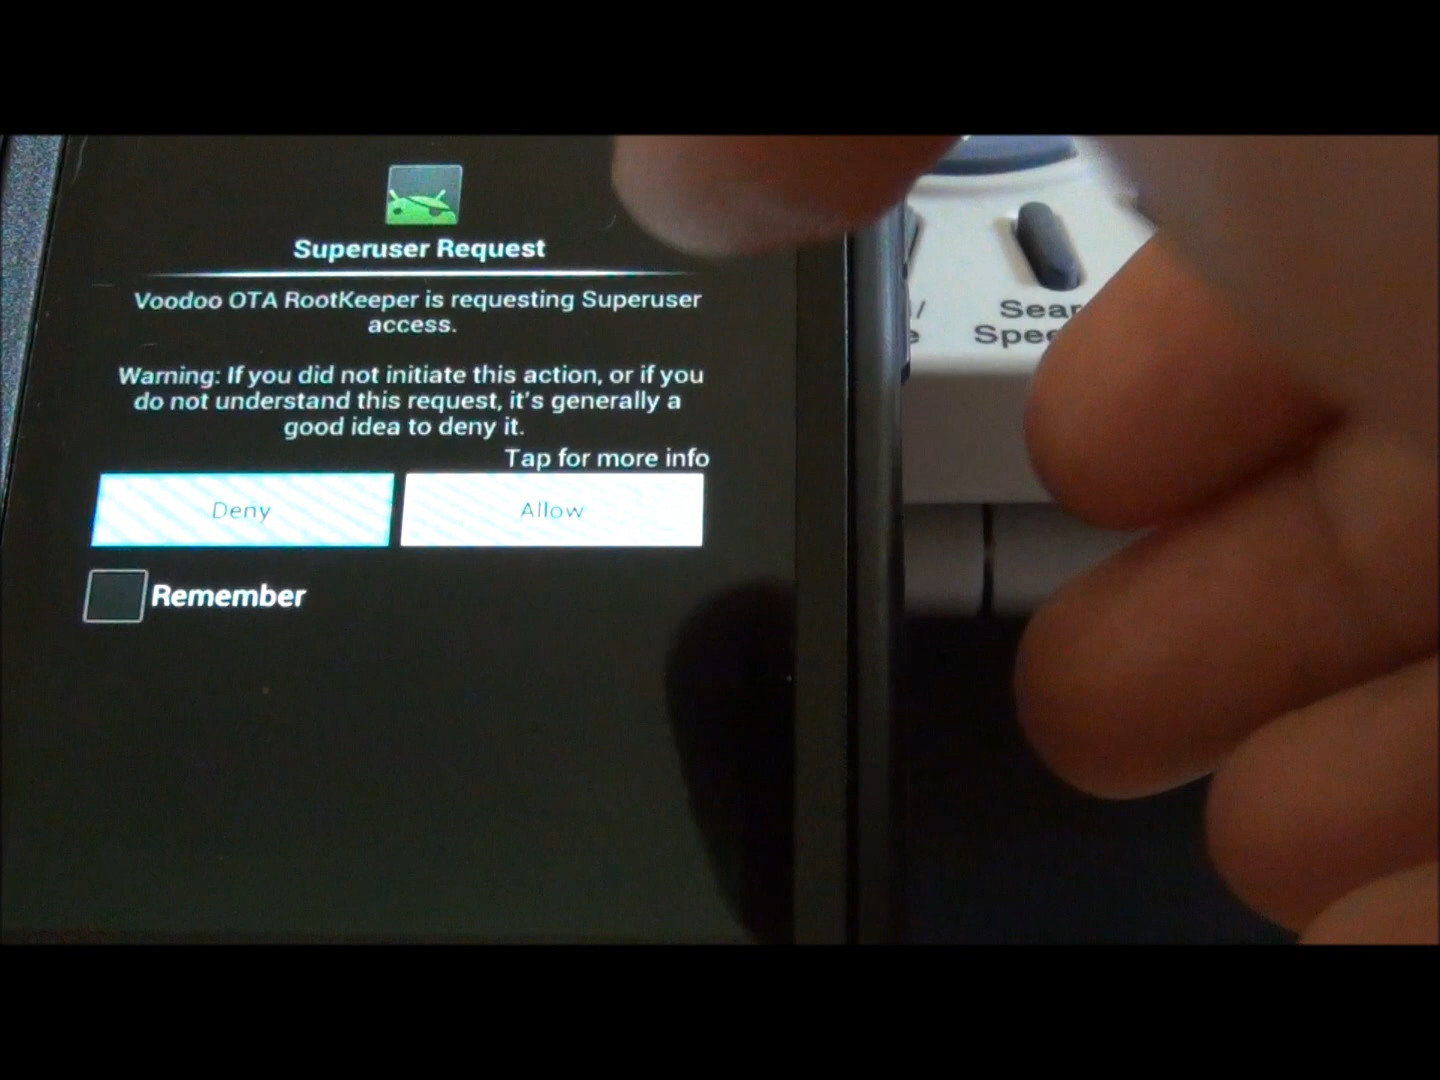 Superuser Request
Voodoo OTA RootKeeper is requesting Superuser
access.
Warning: If you did not initiate this action, or if you
do not understand this request, it's generally a
good idea to deny it.
Tap for more info
Deny
Allow
Remember